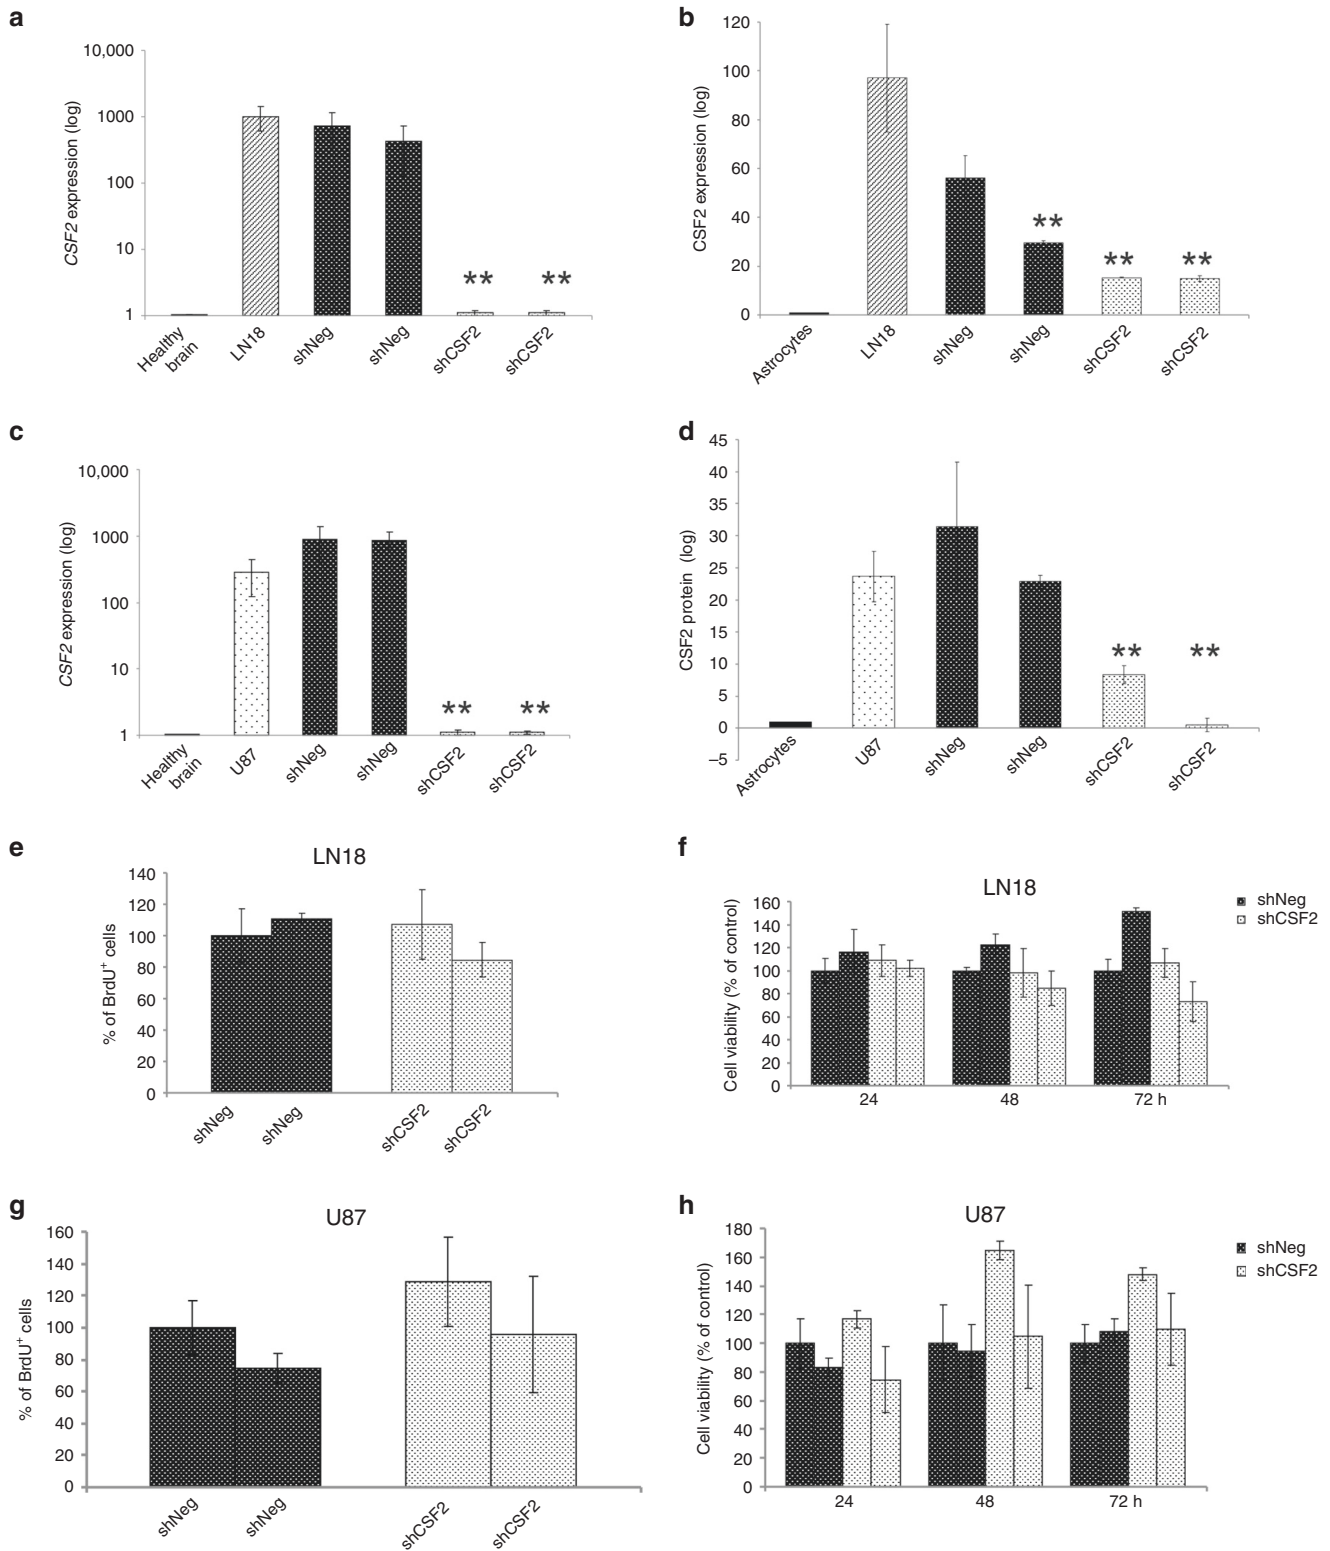 a
10,000
1000
100
10
1
CSF2 expression (log)
Healthy brain
LN18
shNeg
shNeg
shCSF2
shCSF2
**
**
b
120
100
80
60
40
20
0
CSF2 expression (log)
Astrocytes
LN18
shNeg
shNeg
shCSF2
shCSF2
**
**
**
c
10,000
1000
100
10
1
CSF2 expression (log)
Healthy brain
U87
shNeg
shNeg
shCSF2
shCSF2
**
**
d
45
40
35
30
25
20
15
10
5
0
–5
CSF2 protein (log)
Astrocytes
U87
shNeg
shNeg
shCSF2
shCSF2
**
**
e
LN18
140
120
100
80
60
40
20
0
% of BrdU+ cells
shNeg
shNeg
shCSF2
shCSF2
f
LN18
160
140
120
100
80
60
40
20
0
Cell viability (% of control)
24
48
72 h
shNeg
shCSF2
g
U87
160
140
120
100
80
60
40
20
0
% of BrdU+ cells
shNeg
shNeg
shCSF2
shCSF2
h
U87
180
160
140
120
100
80
60
40
20
0
Cell viability (% of control)
24
48
72 h
shNeg
shCSF2